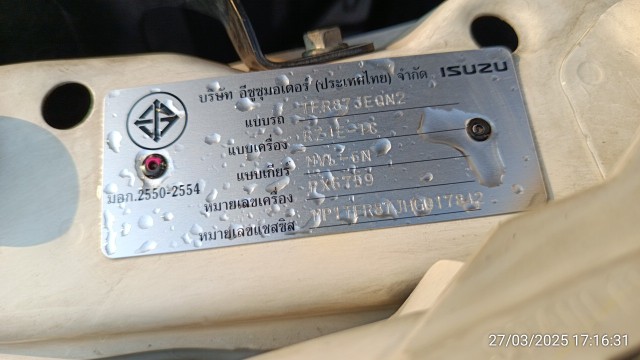 บริษัท อีซูซุมอเตอร์ (ประเทศไทย) จำกัด ISUZU
แบบรถ TFR87JEQN2
แบบเครื่อง RZ4E-TC
แบบเกียร์
หมายเลขเครื่อง
หมายเลขแชสซิส
มอก.2550-2554
27/03/2025 17:16:31